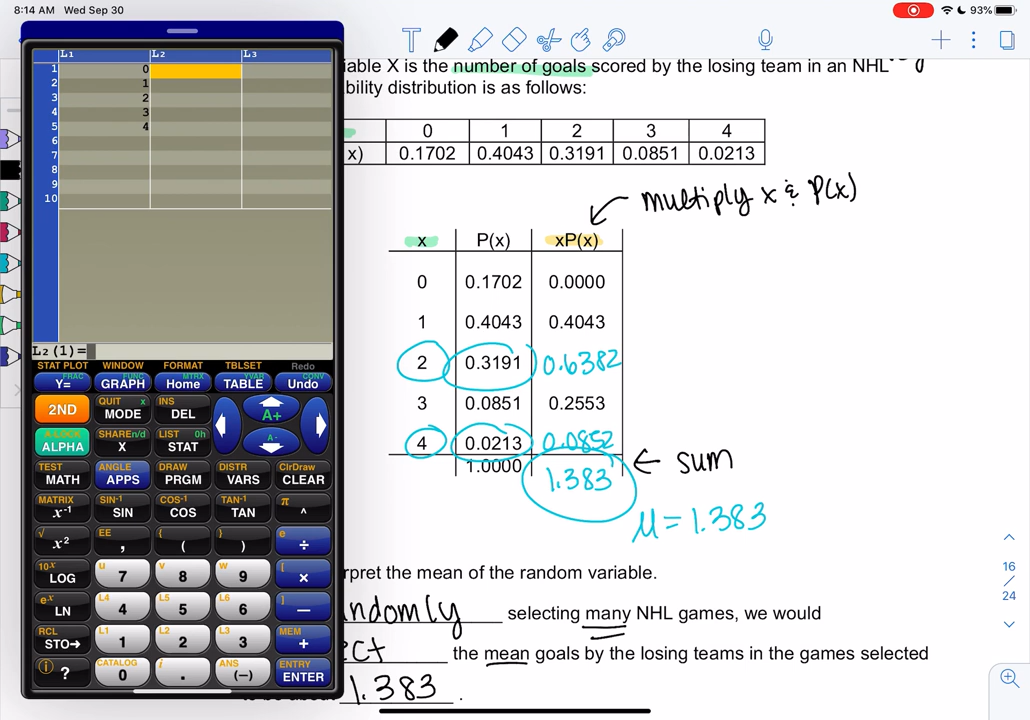 8:14 AM Wed Sep 30
93%
L1 L2 L3
1 0
2 1
3 2
4 3
5 4
6
7
8
9
10
L2(1)=
STAT PLOT WINDOW FORMAT TBLSET
Y= GRAPH Home TABLE Undo
QUIT x INS
2ND MODE DEL A+
A-LOCK SHARE n/d LIST 0h
ALPHA X STAT A-
TEST ANGLE DRAW DISTR ClrDraw
MATH APPS PRGM VARS CLEAR
MATRIX SIN-1 COS-1 TAN-1 π
x-1 SIN COS TAN ^
√ EE { } e
x2 , ( ) ÷
10x u v w [
LOG 7 8 9 ×
ex L4 L5 L6 ]
LN 4 5 6 —
RCL L1 L2 L3 MEM
STO→ 1 2 3 +
CATALOG i ANS ENTRY
? 0 . (−) ENTER
iable X is the number of goals scored by the losing team in an NHL
bility distribution is as follows:
0 1 2 3 4
x) 0.1702 0.4043 0.3191 0.0851 0.0213
multiply x & P(x)
x P(x) xP(x)
0 0.1702 0.0000
1 0.4043 0.4043
2 0.3191 0.6382
3 0.0851 0.2553
4 0.0213 0.0852
1.0000 1.383
← sum
μ = 1.383
rpret the mean of the random variable.
andomly selecting many NHL games, we would
ect the mean goals by the losing teams in the games selected
1.383 .
16
24